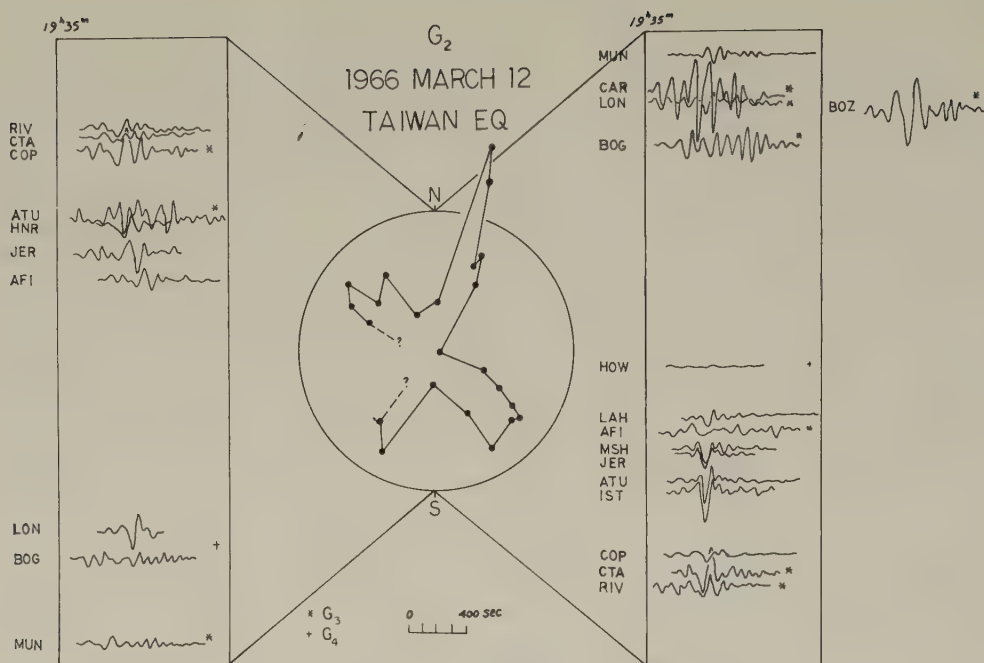 19ʰ35ᵐ
G₂
1966 MARCH 12
TAIWAN EQ
N
S
RIV
CTA
COP *
ATU *
HNR
JER
AFI
LON
+
BOG
MUN *
* G₃
+ G₄
0 400 SEC
?
?
19ʰ35ᵐ
MUN
CAR *
LON *
BOG *
BOZ *
HOW +
LAH
AFI *
MSH
JER
ATU
IST
COP
CTA *
RIV *